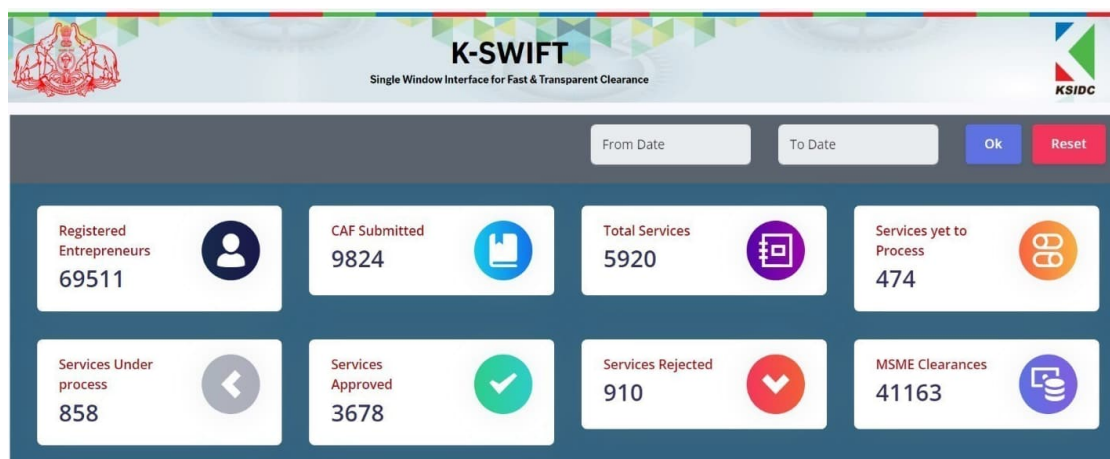 K-SWIFT
Single Window Interface for Fast & Transparent Clearance
KSIDC
From Date
To Date
Ok
Reset
Registered
Entrepreneurs
69511
CAF Submitted
9824
Total Services
5920
Services yet to
Process
474
Services Under
process
858
Services
Approved
3678
Services Rejected
910
MSME Clearances
41163